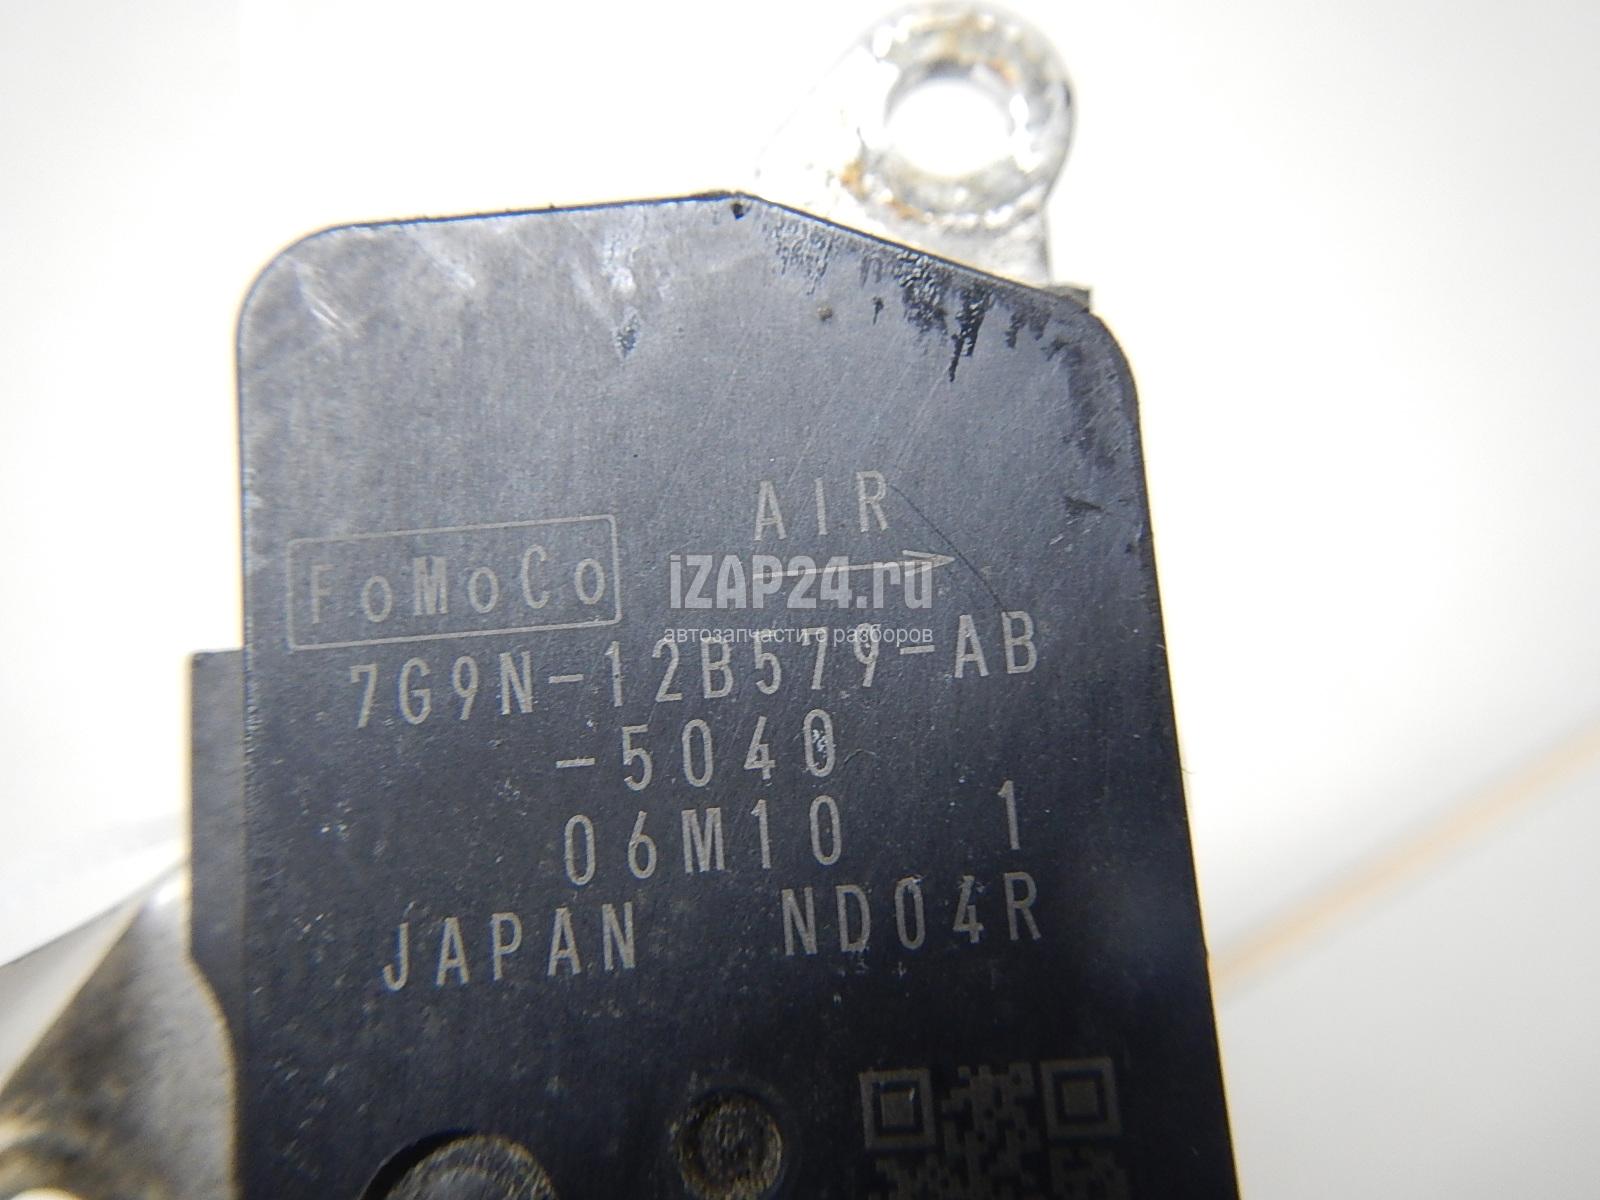 AIR
FoMoCo
iZAP24.ru
автозапчасти с разборов
7G9N-12B579-AB
-5040
06M10 1
JAPAN ND04R